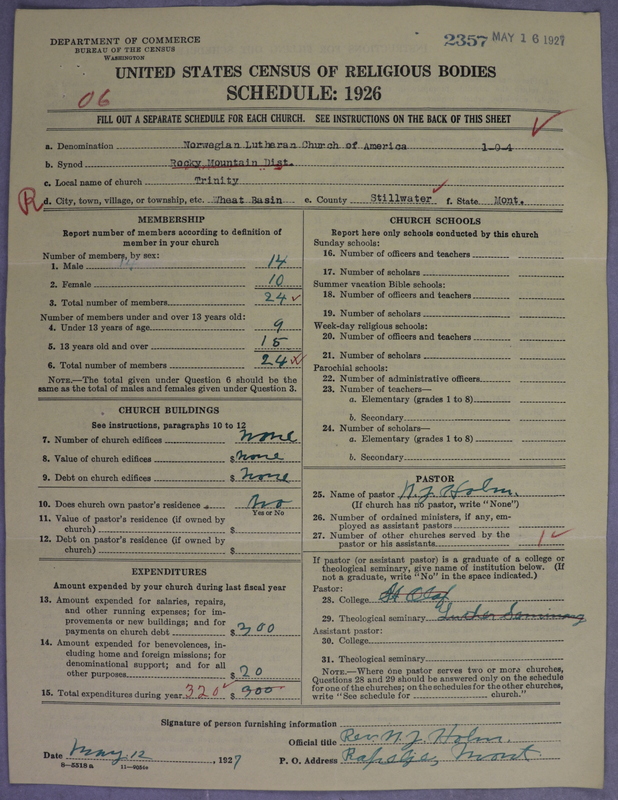 DEPARTMENT OF COMMERCE
BUREAU OF THE CENSUS
WASHINGTON
2357 MAY 16 1927
UNITED STATES CENSUS OF RELIGIOUS BODIES
SCHEDULE: 1926
06
FILL OUT A SEPARATE SCHEDULE FOR EACH CHURCH. SEE INSTRUCTIONS ON THE BACK OF THIS SHEET
a. Denomination Norwegian Lutheran Church of America 1-0-4
b. Synod Rocky Mountain Dist.
c. Local name of church Trinity
R d. City, town, village, or township, etc. Wheat Basin e. County Stillwater f. State Mont.
MEMBERSHIP
Report number of members according to definition of
member in your church
Number of members, by sex:
1. Male 14 14
2. Female 10
3. Total number of members 24
Number of members under and over 13 years old:
4. Under 13 years of age 9
5. 13 years old and over 15
6. Total number of members 24
NOTE.—The total given under Question 6 should be the
same as the total of males and females given under Question 3.
CHURCH BUILDINGS
See instructions, paragraphs 10 to 12
7. Number of church edifices none
8. Value of church edifices $ none
9. Debt on church edifices $ none
10. Does church own pastor's residence No
Yes or No
11. Value of pastor's residence (if owned by
church) $
12. Debt on pastor's residence (if owned by
church) $
EXPENDITURES
Amount expended by your church during last fiscal year
13. Amount expended for salaries, repairs,
and other running expenses; for im-
provements or new buildings; and for
payments on church debt $ 300
14. Amount expended for benevolences, in-
cluding home and foreign missions; for
denominational support; and for all
other purposes $ 20
15. Total expenditures during year 320 $ 300
CHURCH SCHOOLS
Report here only schools conducted by this church
Sunday schools:
16. Number of officers and teachers
17. Number of scholars
Summer vacation Bible schools:
18. Number of officers and teachers
19. Number of scholars
Week-day religious schools:
20. Number of officers and teachers
21. Number of scholars
Parochial schools:
22. Number of administrative officers
23. Number of teachers—
a. Elementary (grades 1 to 8)
b. Secondary
24. Number of scholars—
a. Elementary (grades 1 to 8)
b. Secondary
PASTOR
25. Name of pastor N. J. Holm.
(If church has no pastor, write "None")
26. Number of ordained ministers, if any, em-
ployed as assistant pastors
27. Number of other churches served by the
pastor or his assistants 1
If pastor (or assistant pastor) is a graduate of a college or
theological seminary, give name of institution below. (If
not a graduate, write "No" in the space indicated.)
Pastor:
28. College St Olaf
29. Theological seminary Luther Seminary
Assistant pastor:
30. College
31. Theological seminary
NOTE.—Where one pastor serves two or more churches,
Questions 28 and 29 should be answered only on the schedule
for one of the churches; on the schedules for the other churches,
write "See schedule for church."
Signature of person furnishing information
Official title Rev. N. J. Holm.
Date May 12, 1927 P. O. Address Rapelje, Mont
8—5518 a